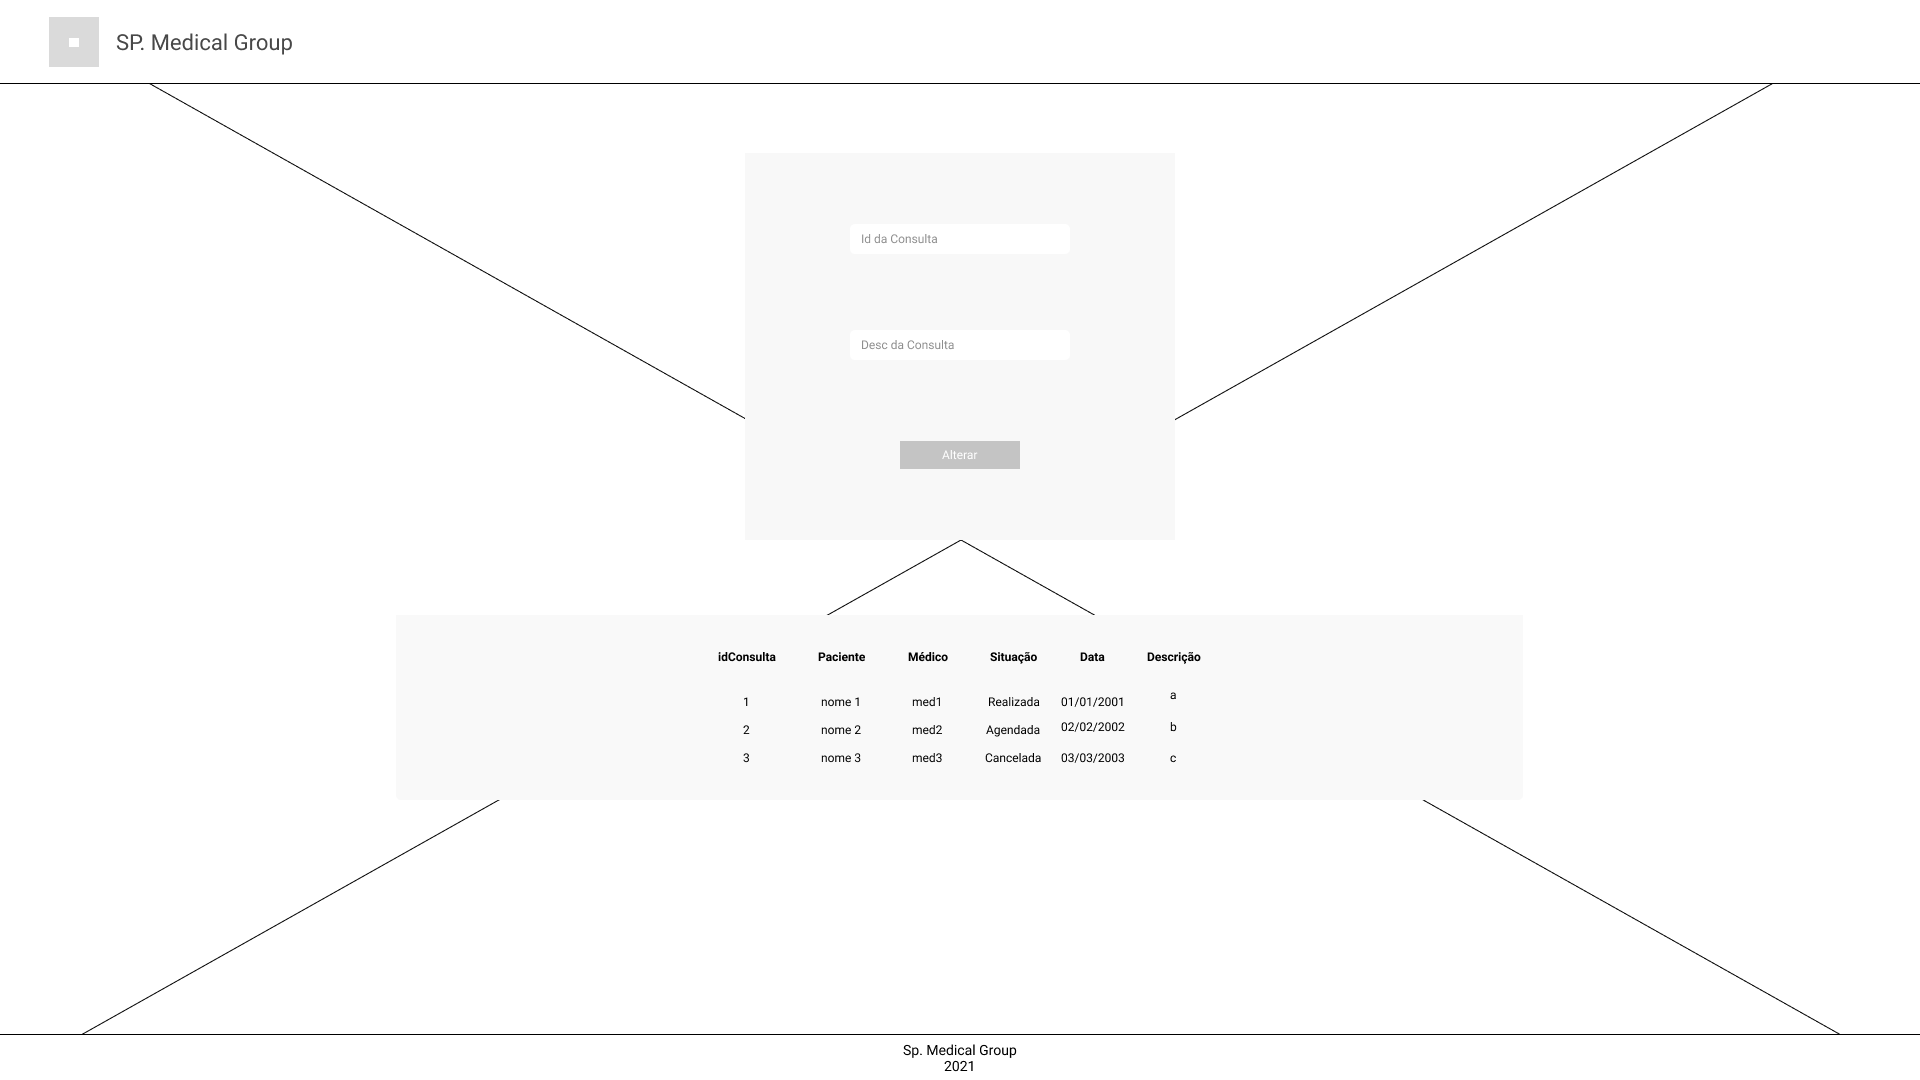 SP. Medical Group
Id da Consulta
Desc da Consulta
Alterar
idConsulta Paciente Médico Situação Data Descrição
1 nome 1 med1 Realizada 01/01/2001 a
2 nome 2 med2 Agendada 02/02/2002 b
3 nome 3 med3 Cancelada 03/03/2003 c
Sp. Medical Group
2021